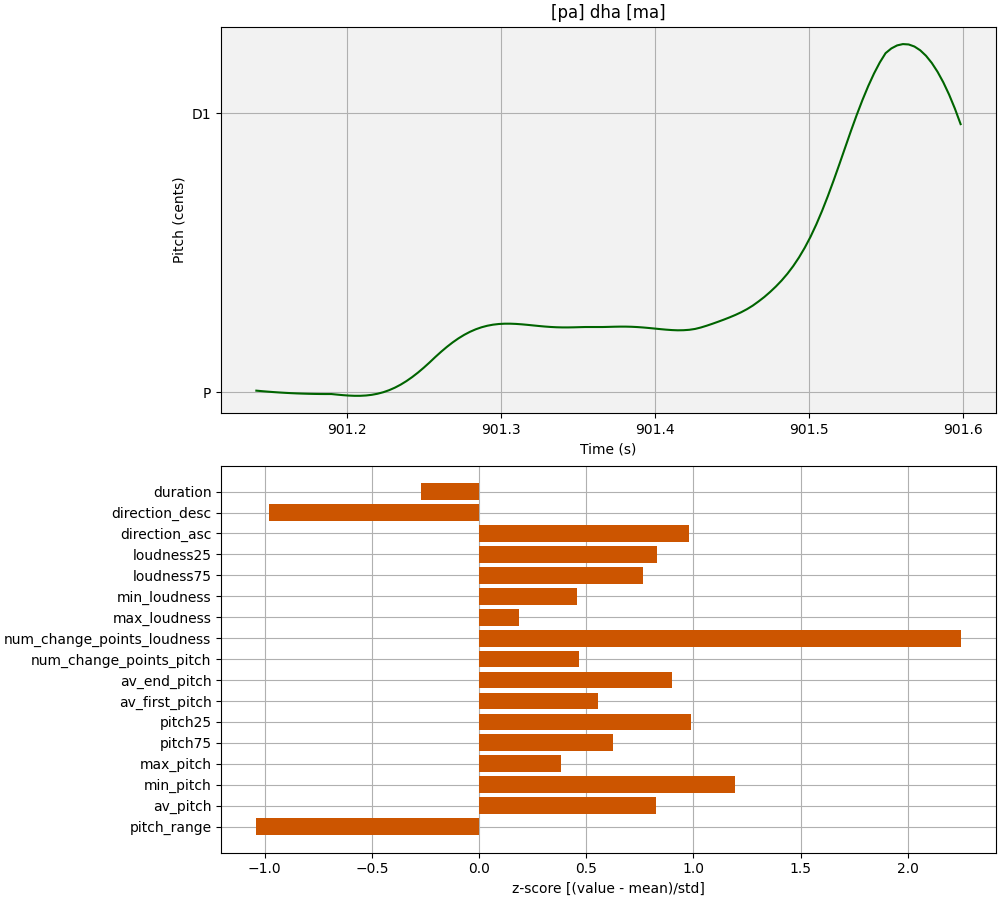 [pa] dha [ma]
D1
P
Pitch (cents)
901.2 901.3 901.4 901.5 901.6
Time (s)
duration
direction_desc
direction_asc
loudness25
loudness75
min_loudness
max_loudness
num_change_points_loudness
num_change_points_pitch
av_end_pitch
av_first_pitch
pitch25
pitch75
max_pitch
min_pitch
av_pitch
pitch_range
−1.0 −0.5 0.0 0.5 1.0 1.5 2.0
z-score [(value - mean)/std]